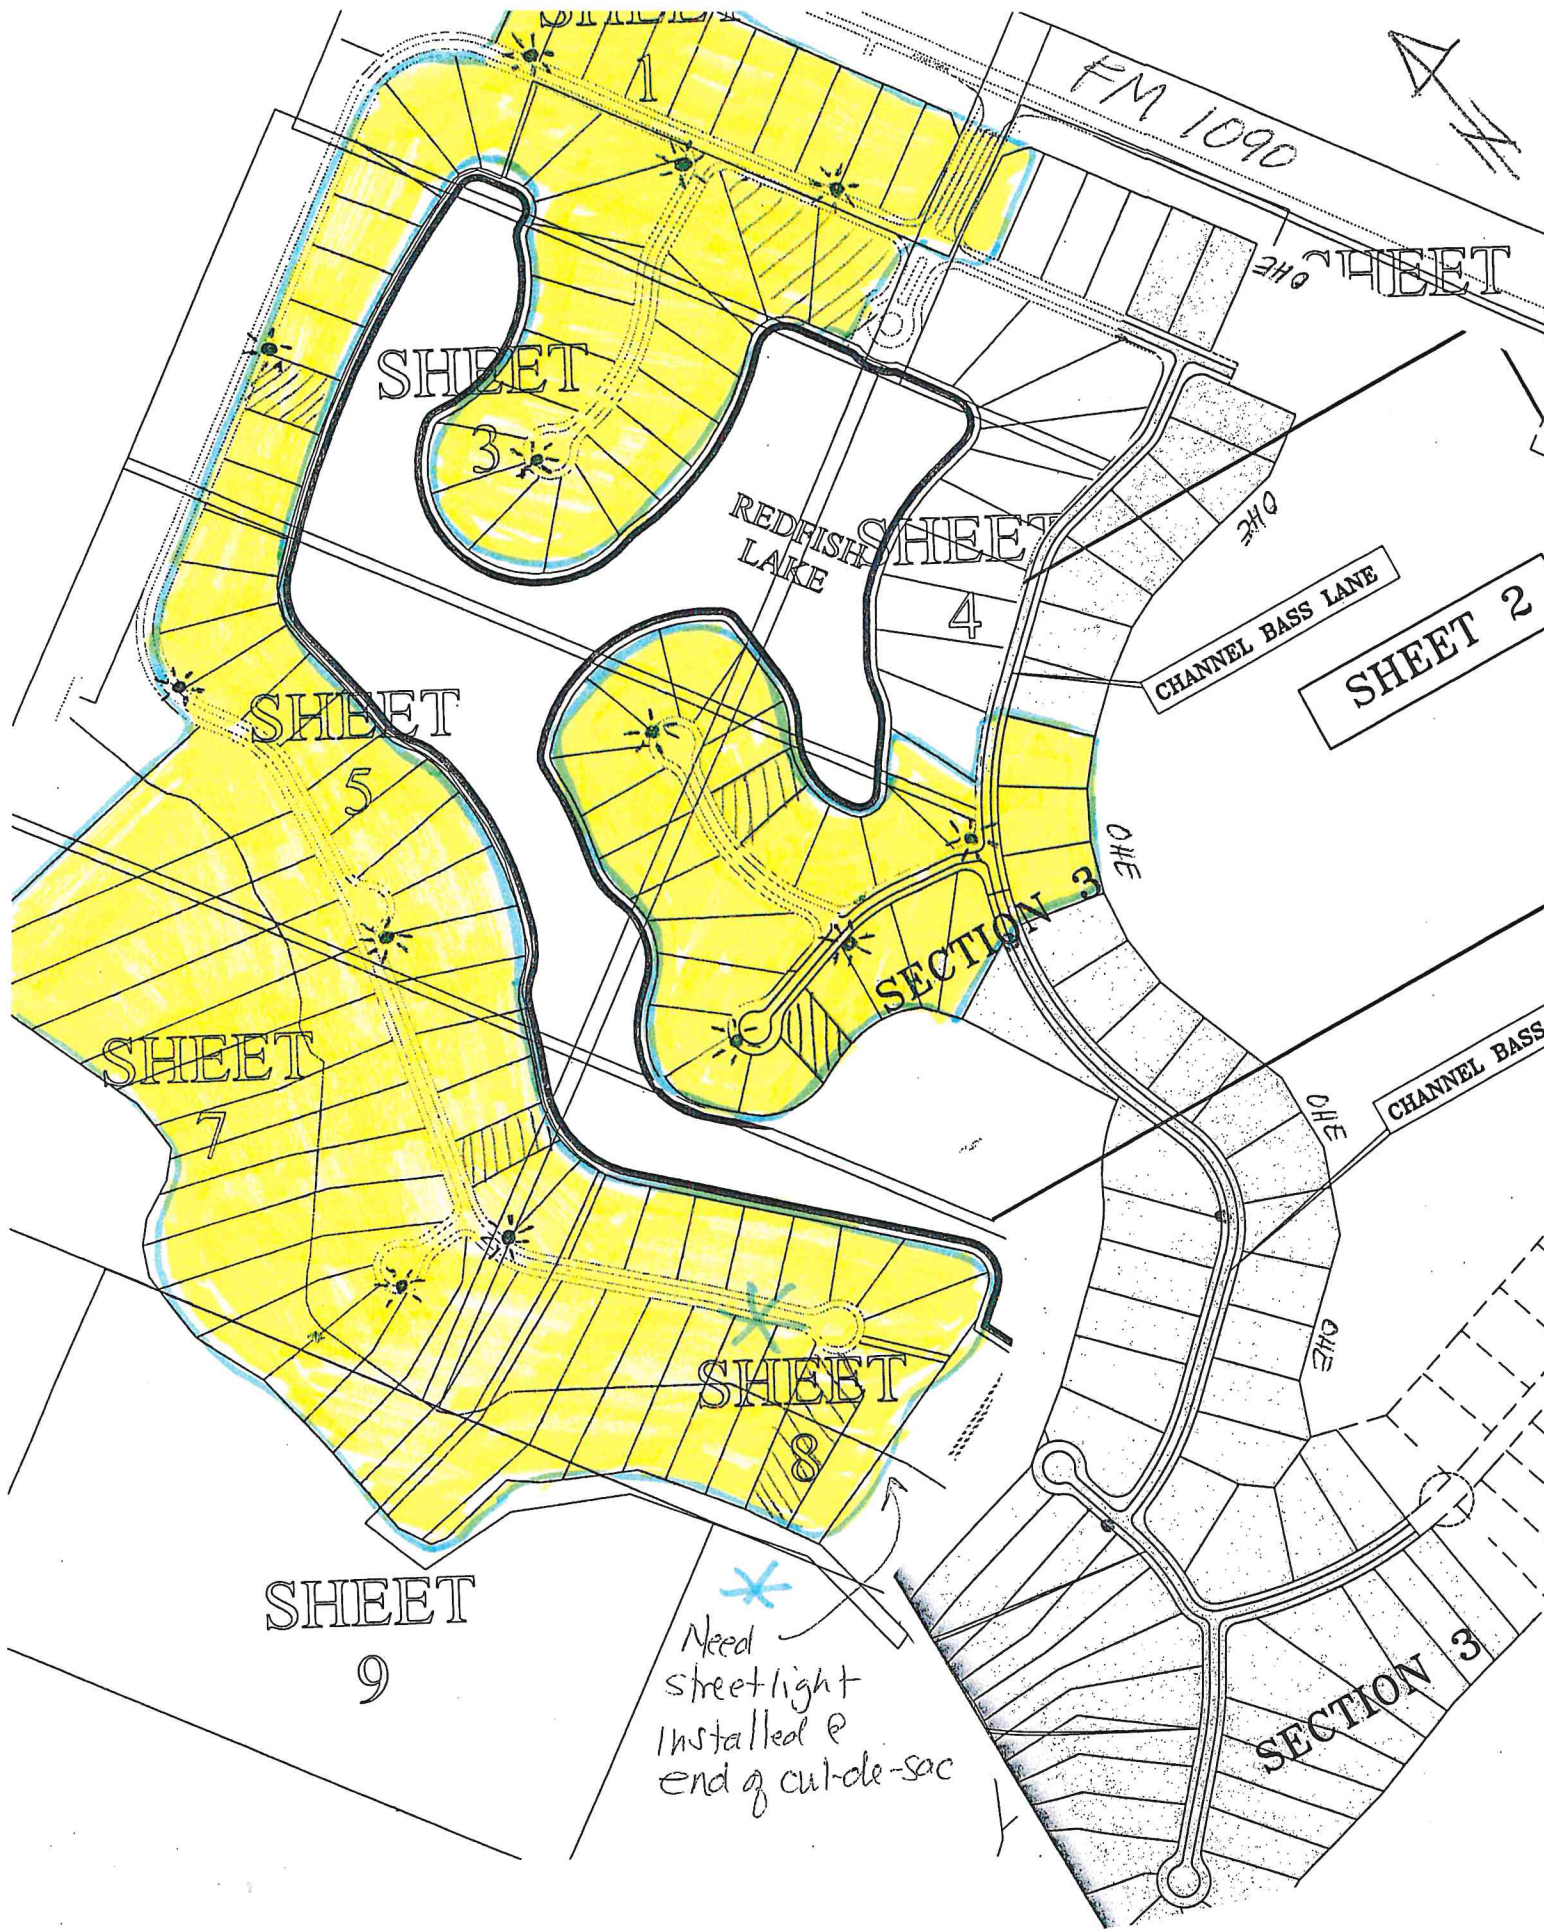 SHEET
1
FM 1090
N
OHE
SHEET
SHEET
3
REDFISH
LAKE
SHEET
4
OHE
CHANNEL BASS LANE
SHEET 2
SHEET
5
OHE
SECTION 3
SHEET
7
CHANNEL BASS
OHE
OHE
SHEET
8
SHEET
9
Need
streetlight
Installed @
end of cul-de-sac
SECTION 3